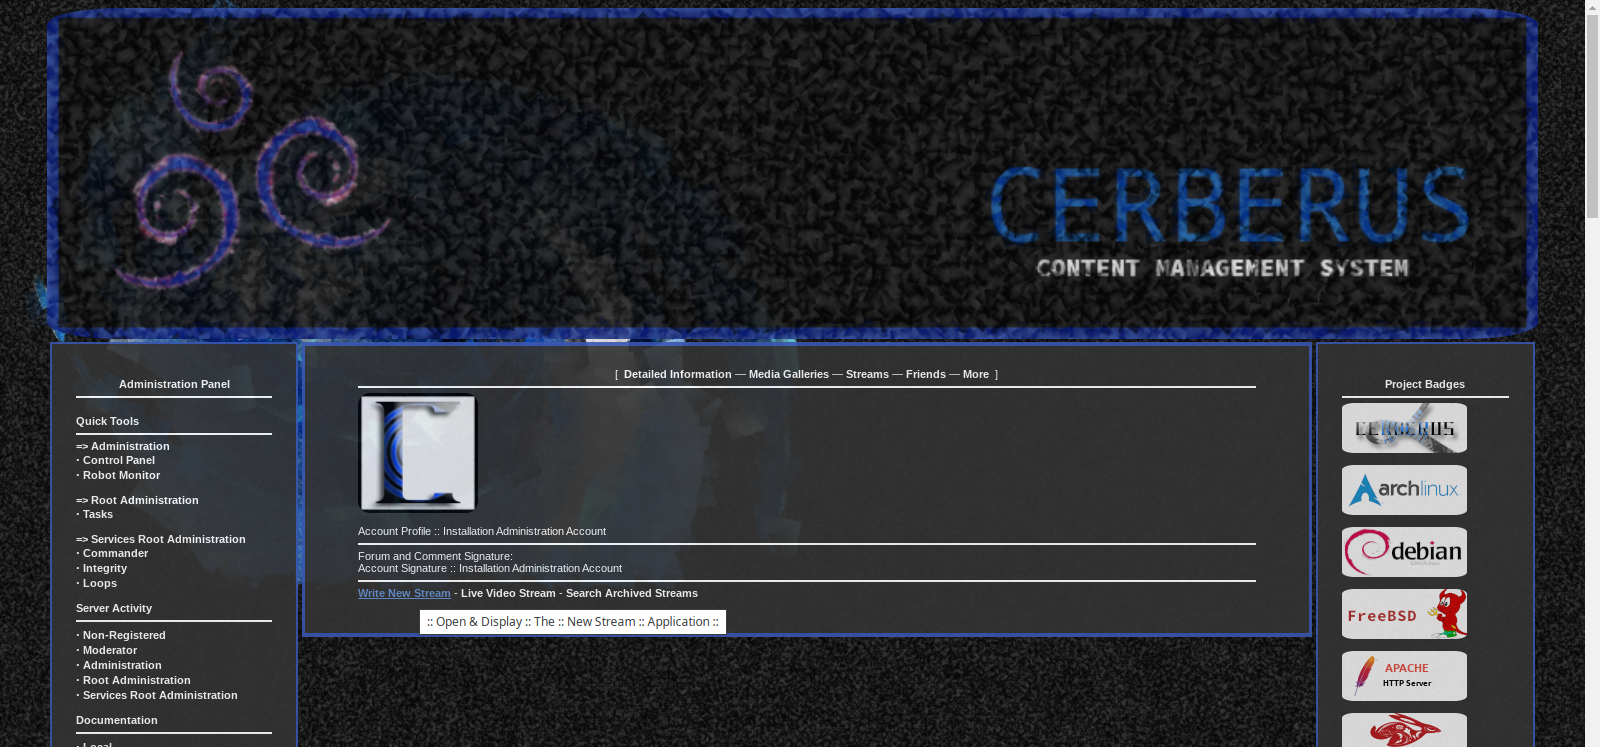 CERBERUS
CONTENT MANAGEMENT SYSTEM
Administration Panel
Quick Tools
=> Administration
· Control Panel
· Robot Monitor
=> Root Administration
· Tasks
=> Services Root Administration
· Commander
· Integrity
· Loops
Server Activity
· Non-Registered
· Moderator
· Administration
· Root Administration
· Services Root Administration
Documentation
· Local
[ Detailed Information — Media Galleries — Streams — Friends — More ]
Account Profile :: Installation Administration Account
Forum and Comment Signature:
Account Signature :: Installation Administration Account
Write New Stream - Live Video Stream - Search Archived Streams
:: Open & Display :: The :: New Stream :: Application ::
Project Badges
CERBERUS
archlinux
debian
FreeBSD
APACHE
HTTP Server